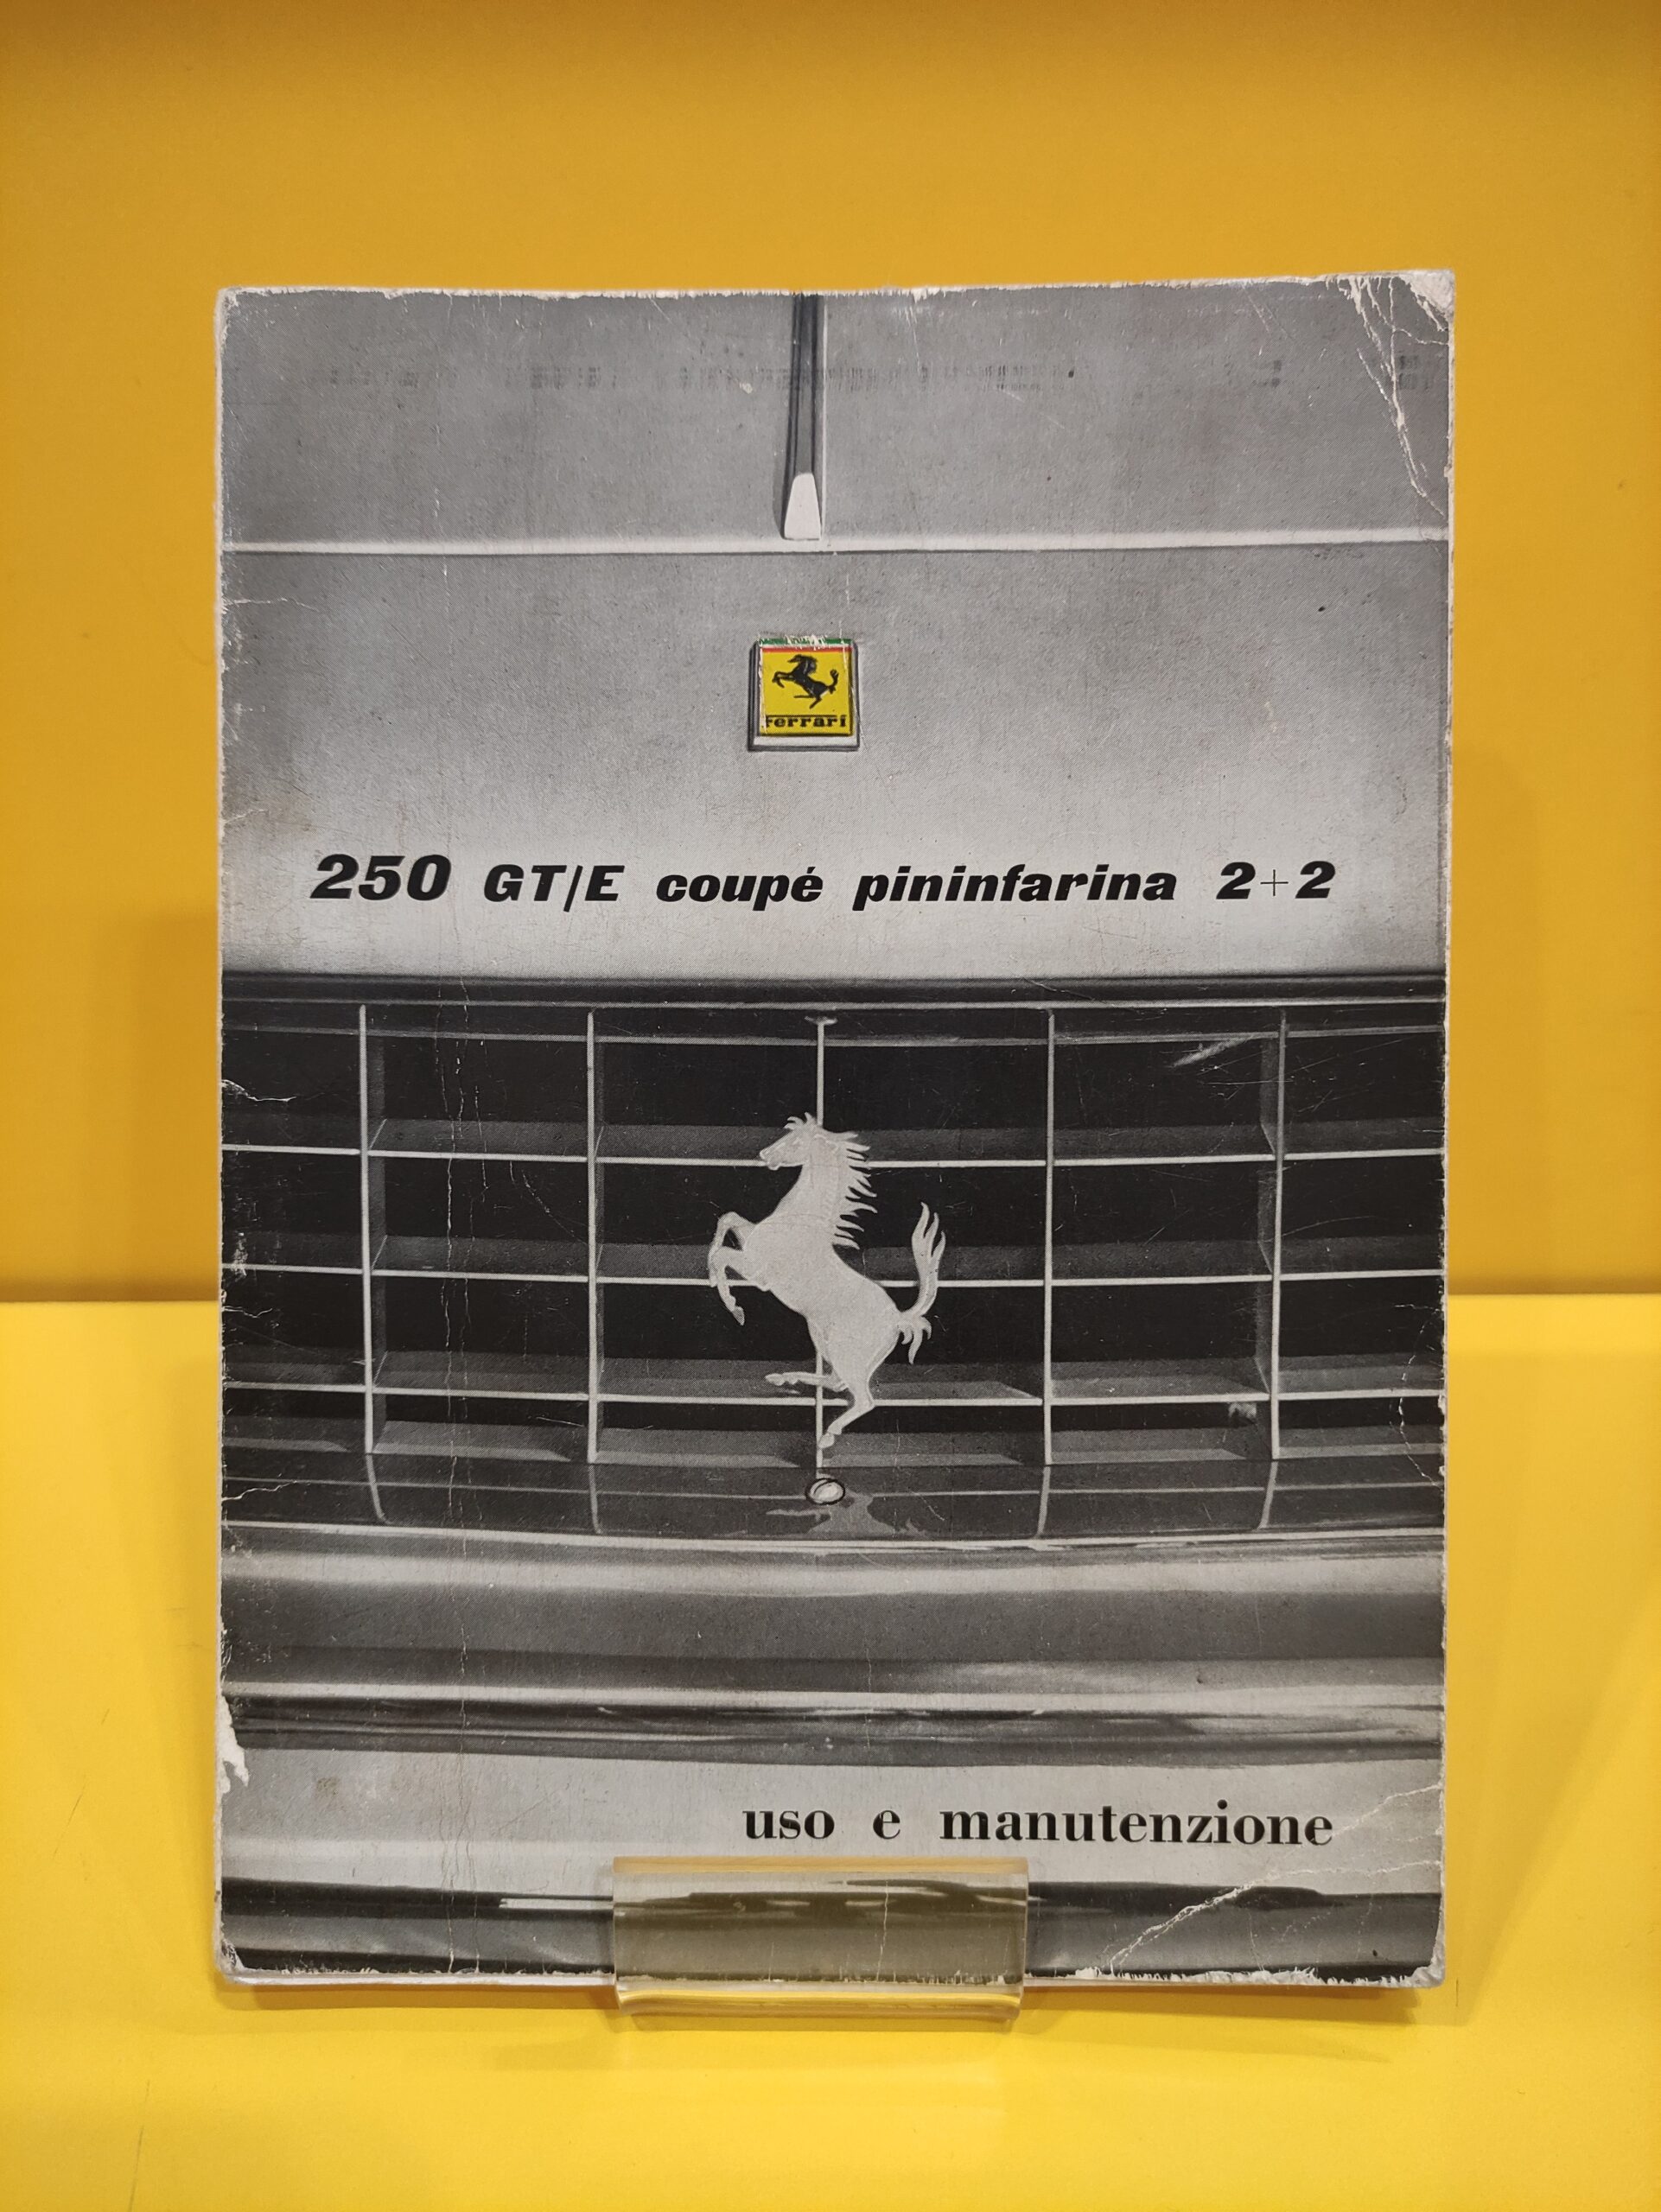 Ferrari
250 GT/E coupé pininfarina 2+2
uso e manutenzione